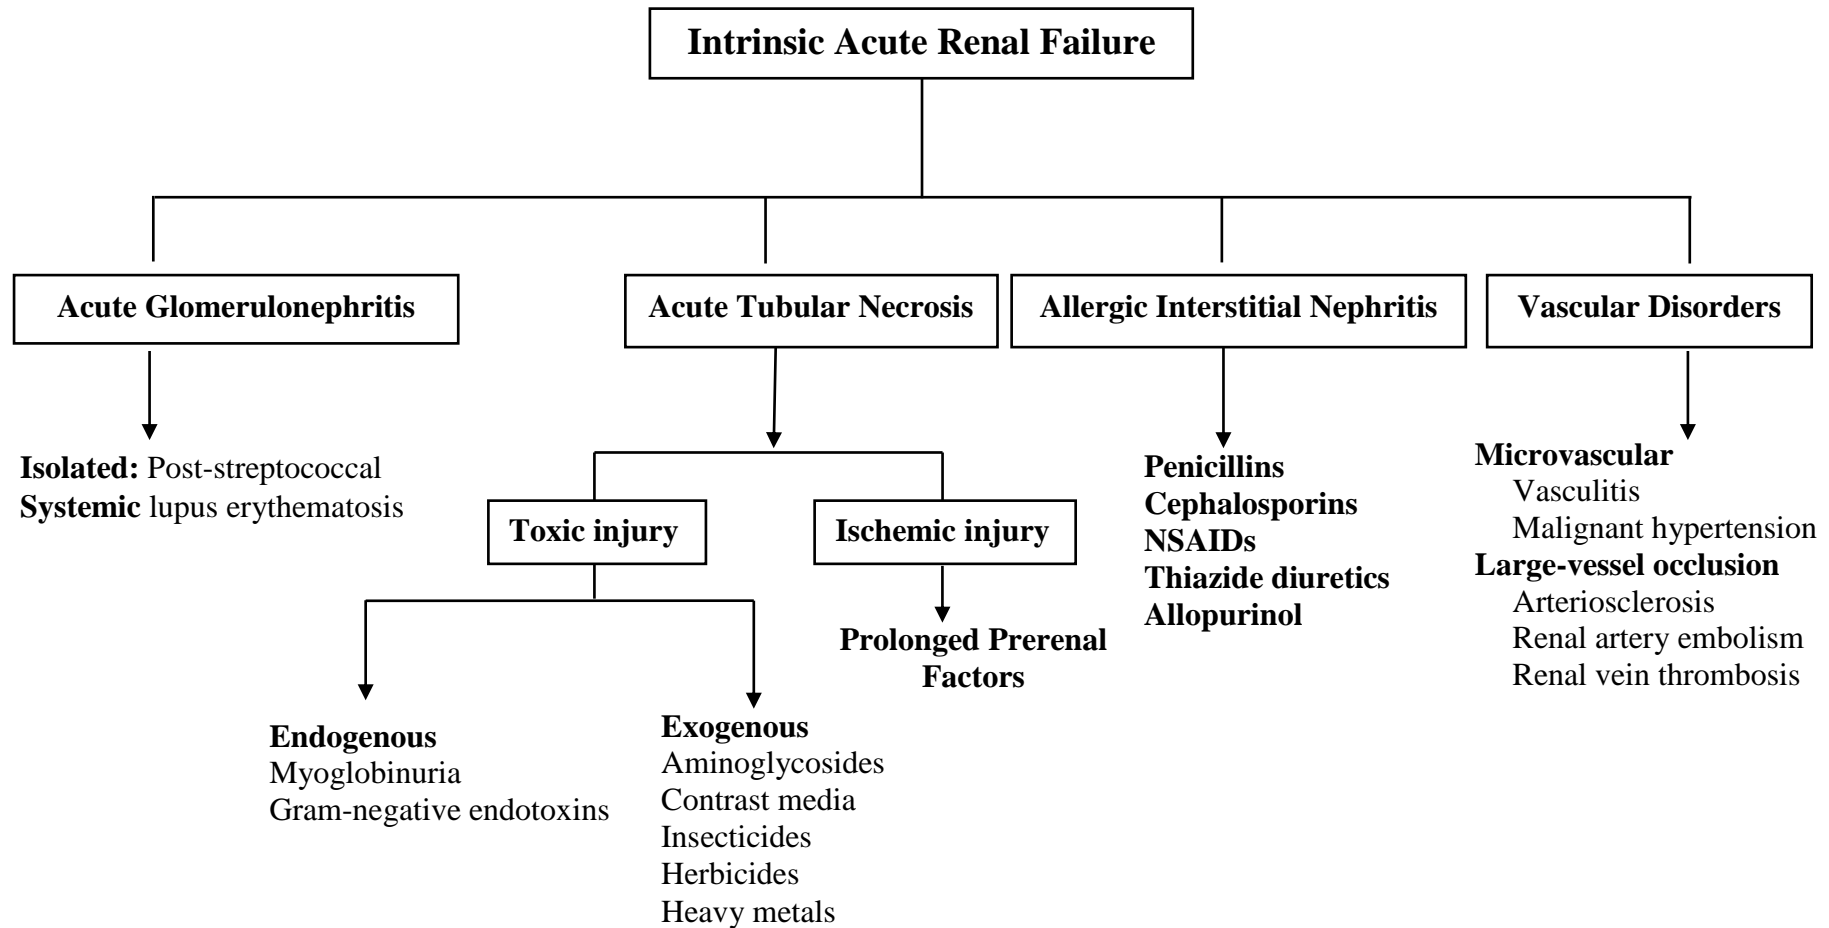 Intrinsic Acute Renal Failure
Acute Glomerulonephritis
Acute Tubular Necrosis
Allergic Interstitial Nephritis
Vascular Disorders
Isolated: Post-streptococcal
Systemic lupus erythematosis
Toxic injury
Ischemic injury
Prolonged Prerenal
Factors
Endogenous
Myoglobinuria
Gram-negative endotoxins
Exogenous
Aminoglycosides
Contrast media
Insecticides
Herbicides
Heavy metals
Penicillins
Cephalosporins
NSAIDs
Thiazide diuretics
Allopurinol
Microvascular
Vasculitis
Malignant hypertension
Large-vessel occlusion
Arteriosclerosis
Renal artery embolism
Renal vein thrombosis